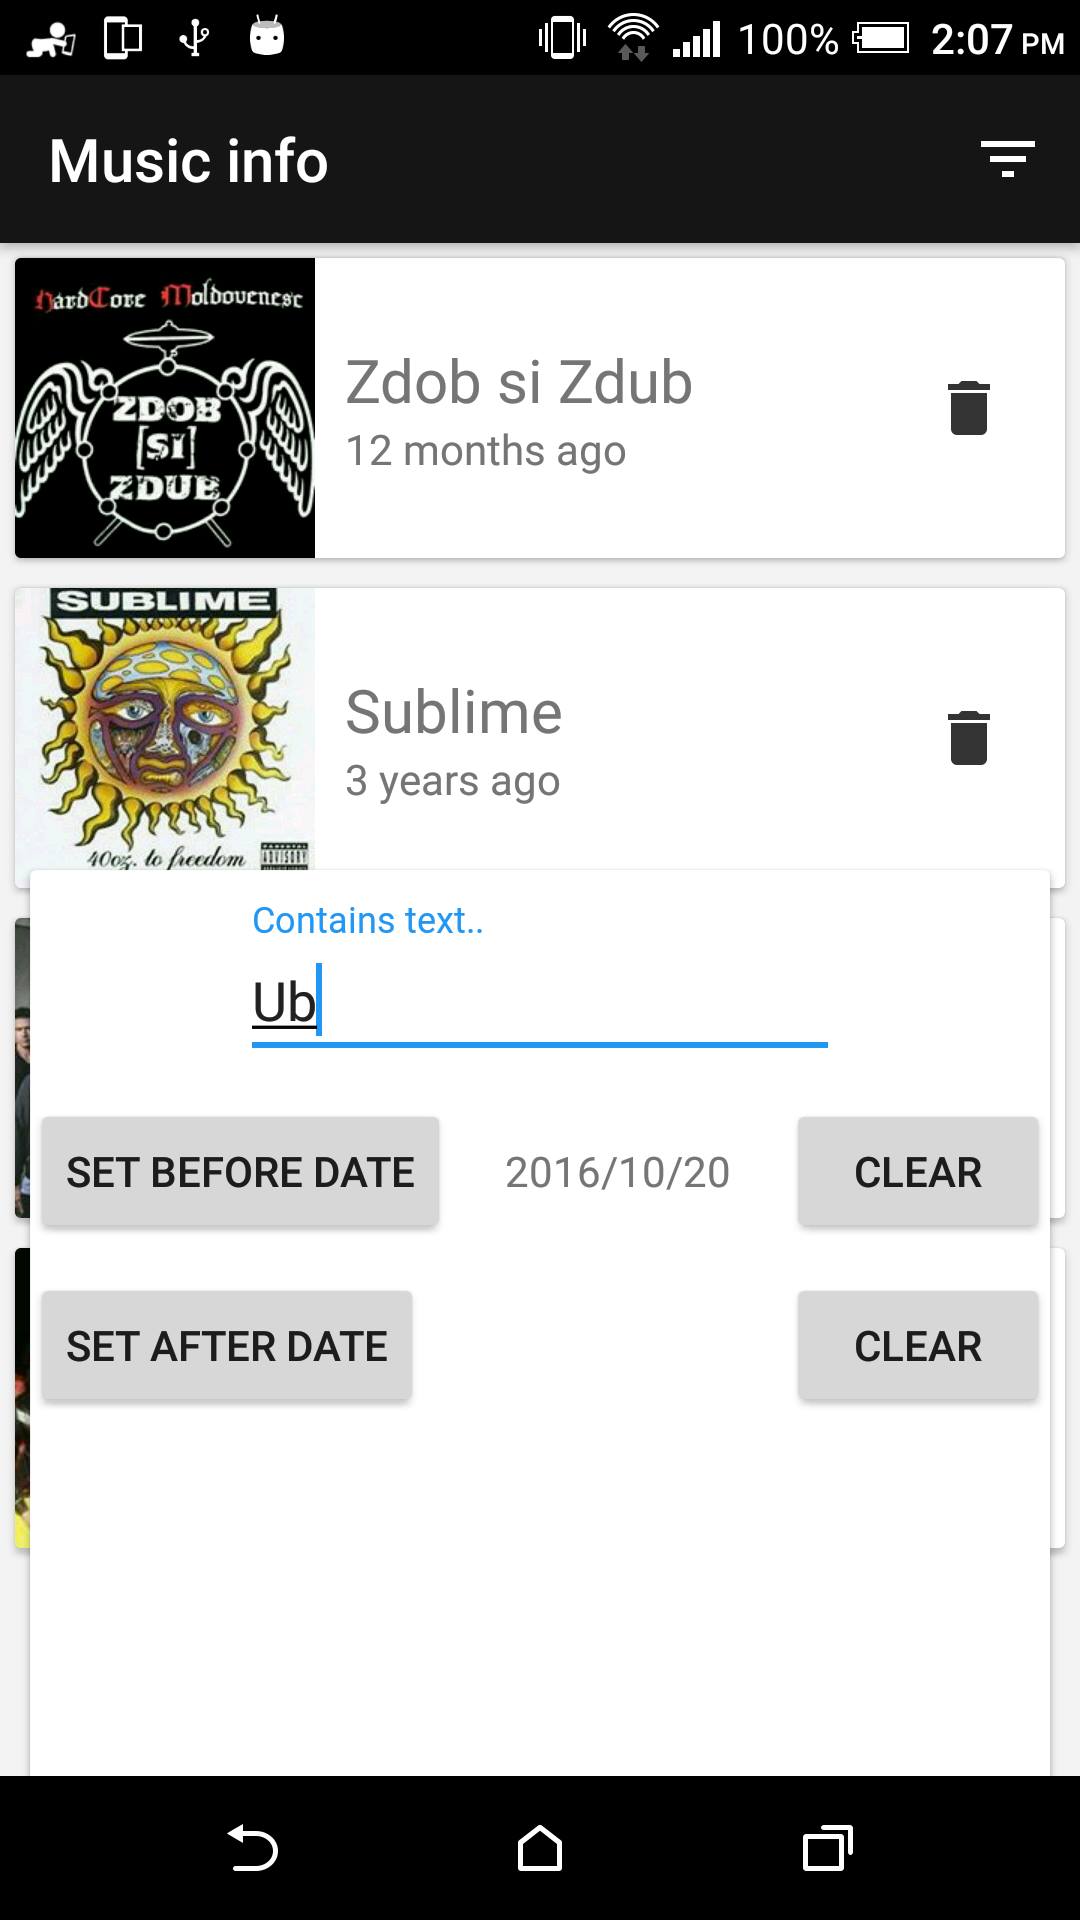 100% 2:07 PM
Music info
HardCore Moldovenesc
ZDOB
[SI]
ZDUB
Zdob si Zdub
12 months ago
SUBLIME
40oz. to freedom
PARENTAL
ADVISORY
Sublime
3 years ago
Contains text..
Ub
SET BEFORE DATE 2016/10/20 CLEAR
SET AFTER DATE CLEAR